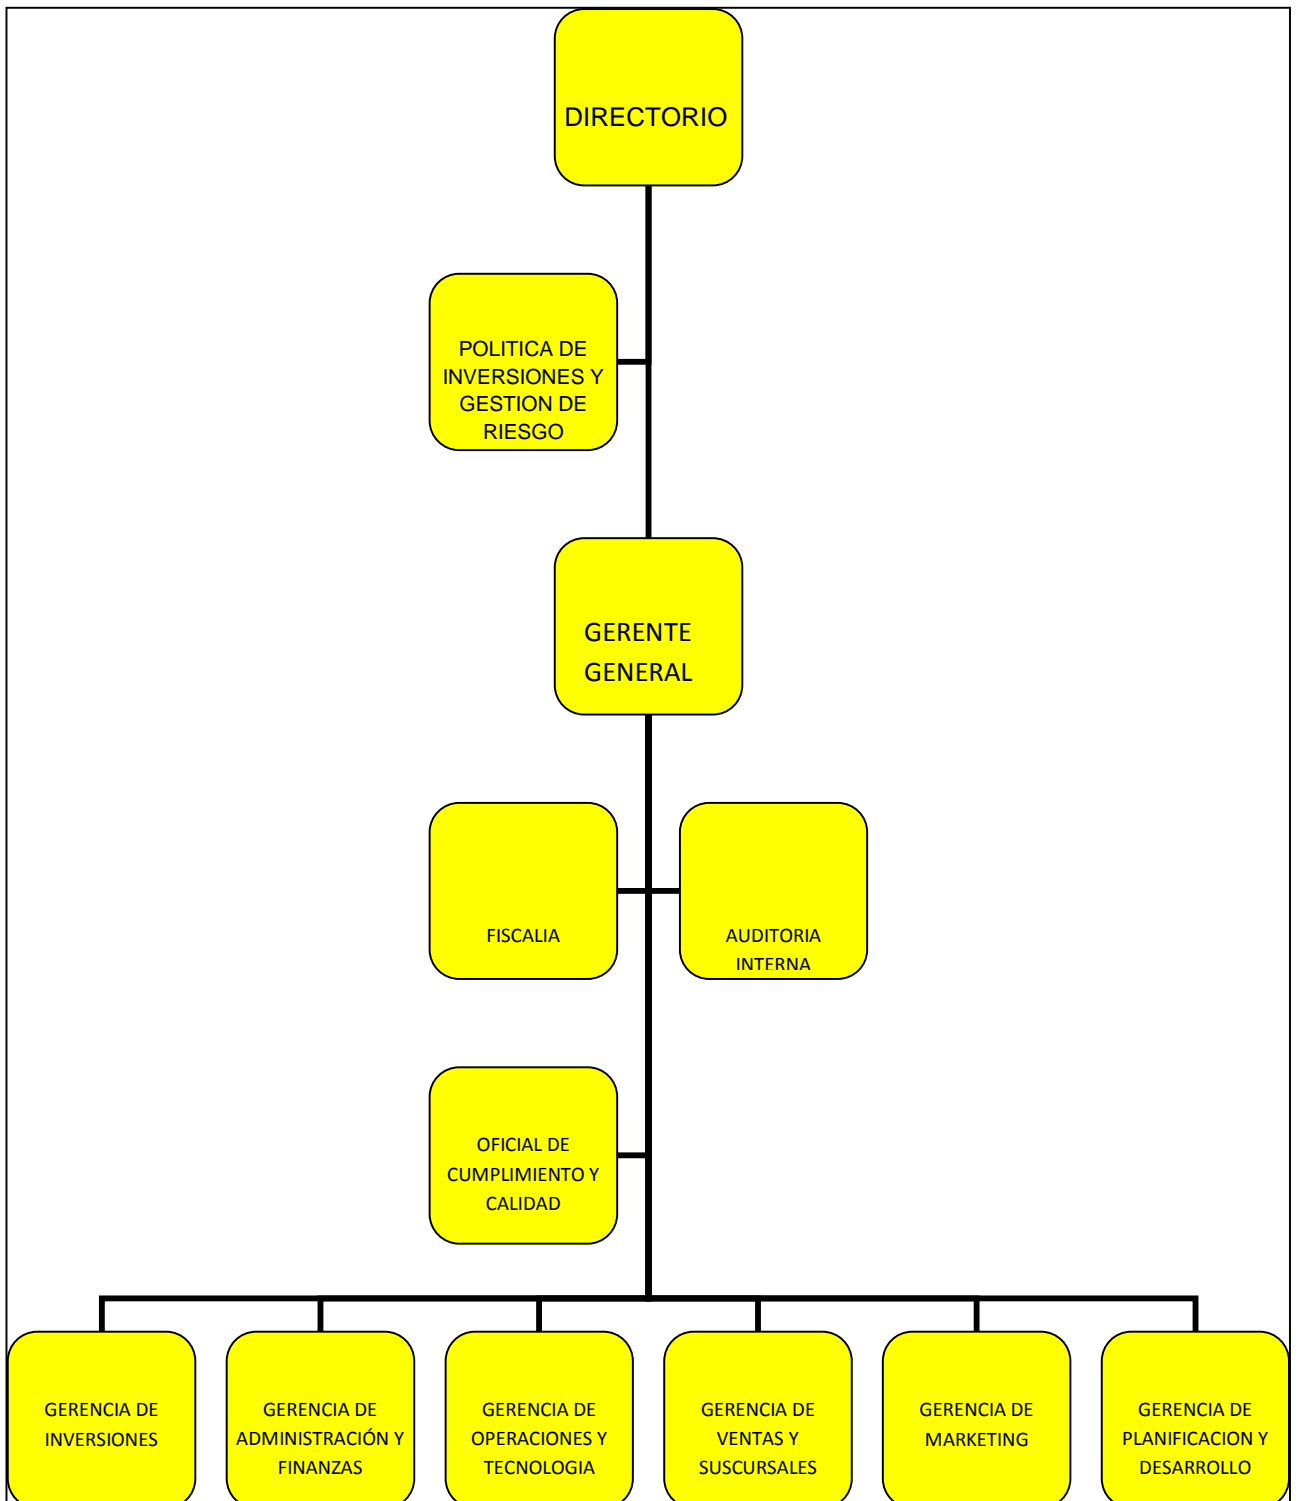 DIRECTORIO
POLITICA DE
INVERSIONES Y
GESTION DE
RIESGO
GERENTE
GENERAL
FISCALIA
AUDITORIA
INTERNA
OFICIAL DE
CUMPLIMIENTO Y
CALIDAD
GERENCIA DE
INVERSIONES
GERENCIA DE
ADMINISTRACIÓN Y
FINANZAS
GERENCIA DE
OPERACIONES Y
TECNOLOGIA
GERENCIA DE
VENTAS Y
SUSCURSALES
GERENCIA DE
MARKETING
GERENCIA DE
PLANIFICACION Y
DESARROLLO